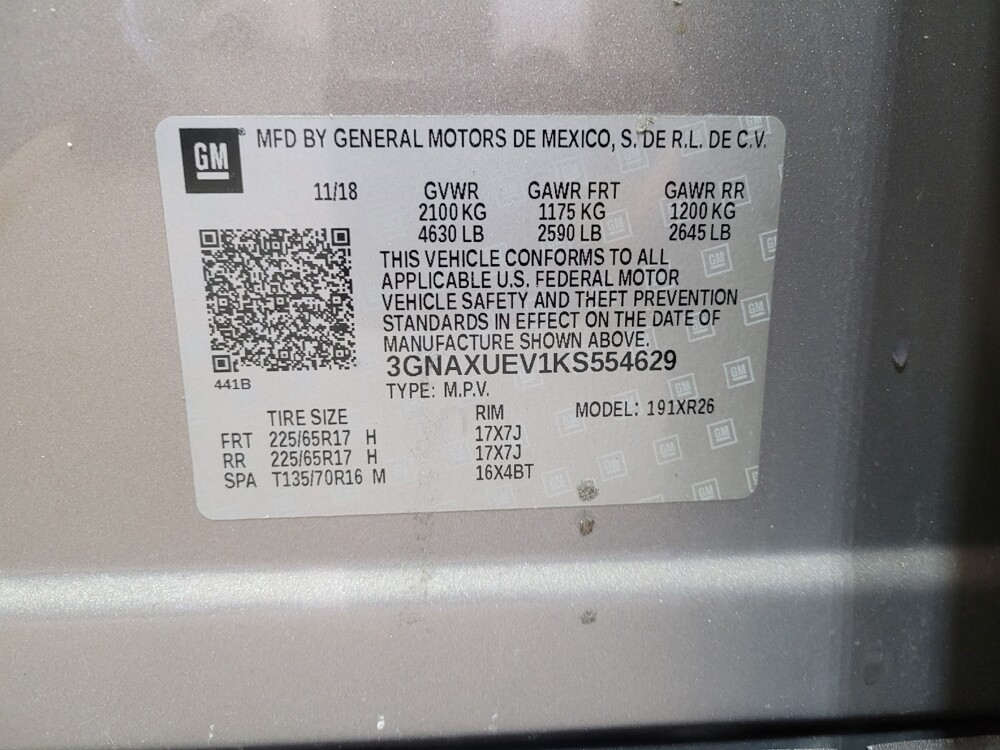 GM ® MFD BY GENERAL MOTORS DE MEXICO, S. DE R.L. DE C.V.
11/18 GVWR GAWR FRT GAWR RR
2100 KG 1175 KG 1200 KG
4630 LB 2590 LB 2645 LB
THIS VEHICLE CONFORMS TO ALL
APPLICABLE U.S. FEDERAL MOTOR
VEHICLE SAFETY AND THEFT PREVENTION
STANDARDS IN EFFECT ON THE DATE OF
MANUFACTURE SHOWN ABOVE.
3GNAXUEV1KS554629
441B
TYPE: M.P.V.
TIRE SIZE RIM MODEL: 191XR26
FRT 225/65R17 H 17X7J
RR 225/65R17 H 17X7J
SPA T135/70R16 M 16X4BT